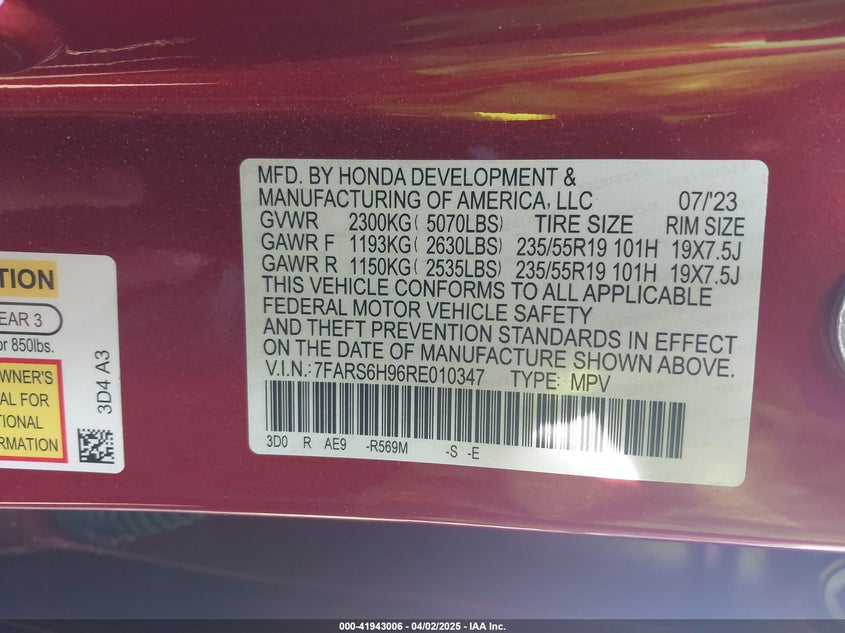 MFD. BY HONDA DEVELOPMENT &
MANUFACTURING OF AMERICA, LLC 07/'23
GVWR 2300KG( 5070LBS) TIRE SIZE RIM SIZE
GAWR F 1193KG( 2630LBS) 235/55R19 101H 19X7.5J
GAWR R 1150KG( 2535LBS) 235/55R19 101H 19X7.5J
THIS VEHICLE CONFORMS TO ALL APPLICABLE
FEDERAL MOTOR VEHICLE SAFETY
AND THEFT PREVENTION STANDARDS IN EFFECT
ON THE DATE OF MANUFACTURE SHOWN ABOVE.
V.I.N.:7FARS6H96RE010347 TYPE: MPV
3D0 R AE9 -R569M -S -E
TION
EAR 3
or 850lbs.
WNER'S
AL FOR
TIONAL
RMATION
3D4 A3
000-41943006 - 04/02/2025 - IAA Inc.